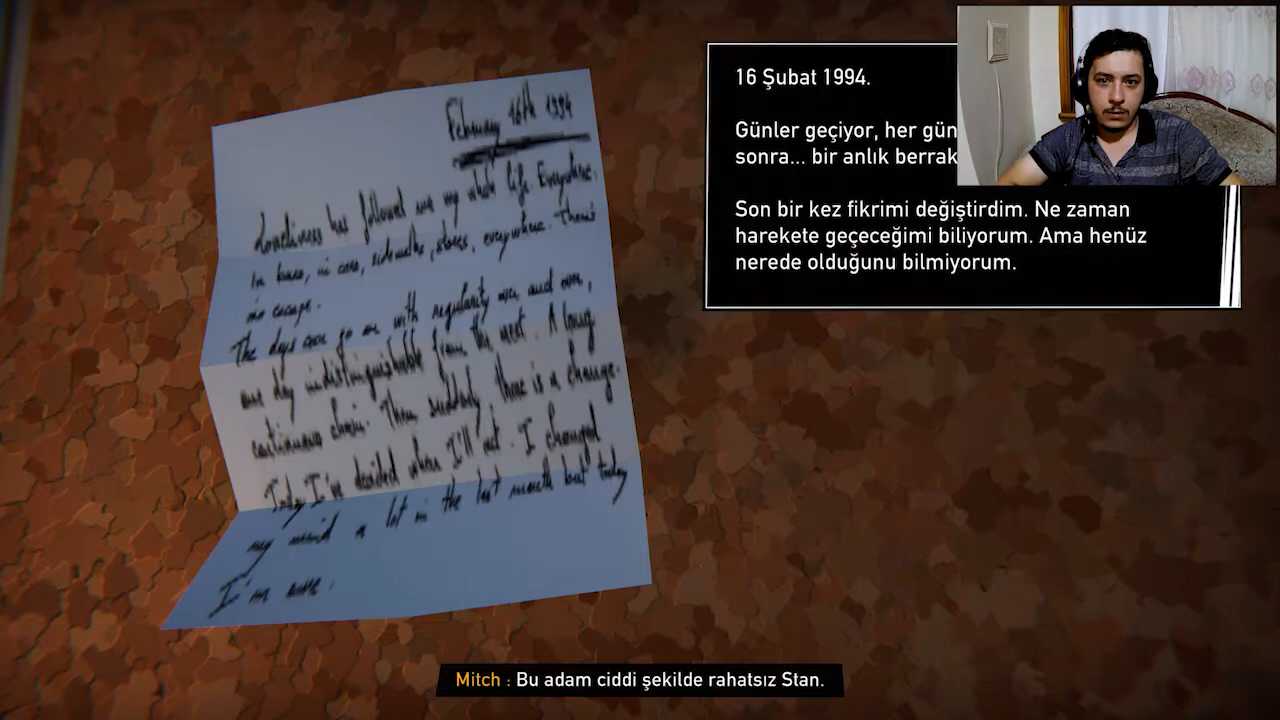 February 16th 1994
Loneliness has followed me my whole life. Everywhere.
In bars, in cars, sidewalks, stores, everywhere. There's
no escape.
The days can go on with regularity over and over,
one day indistinguishable from the next. A long
continuous chain. Then suddenly there is a change.
Today I've decided when I'll act. I changed
my mind a lot in the last month but today
I'm sure.
16 Şubat 1994.
Günler geçiyor, her gün
sonra... bir anlık berrak
Son bir kez fikrimi değiştirdim. Ne zaman
harekete geçeceğimi biliyorum. Ama henüz
nerede olduğunu bilmiyorum.
Mitch : Bu adam ciddi şekilde rahatsız Stan.